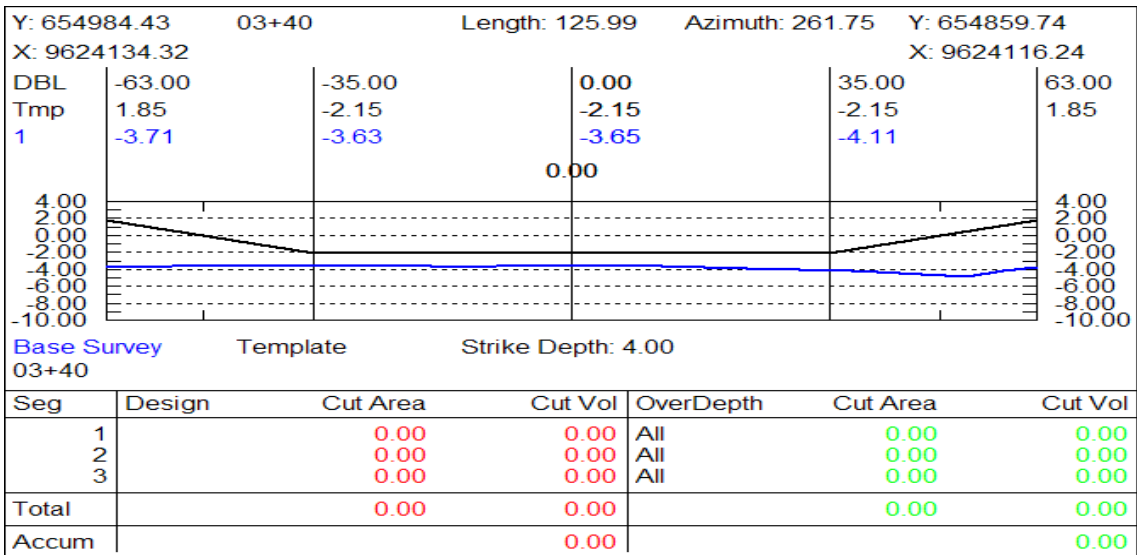 Y: 654984.43 03+40 Length: 125.99 Azimuth: 261.75 Y: 654859.74
X: 9624134.32 X: 9624116.24
DBL -63.00 -35.00 0.00 35.00 63.00
Tmp 1.85 -2.15 -2.15 -2.15 1.85
1 -3.71 -3.63 -3.65 -4.11
0.00
4.00 4.00
2.00 2.00
0.00 0.00
-2.00 -2.00
-4.00 -4.00
-6.00 -6.00
-8.00 -8.00
-10.00 -10.00
Base Survey Template Strike Depth: 4.00
03+40
Seg Design Cut Area Cut Vol OverDepth Cut Area Cut Vol
1 0.00 0.00 All 0.00 0.00
2 0.00 0.00 All 0.00 0.00
3 0.00 0.00 All 0.00 0.00
Total 0.00 0.00 0.00 0.00
Accum 0.00 0.00